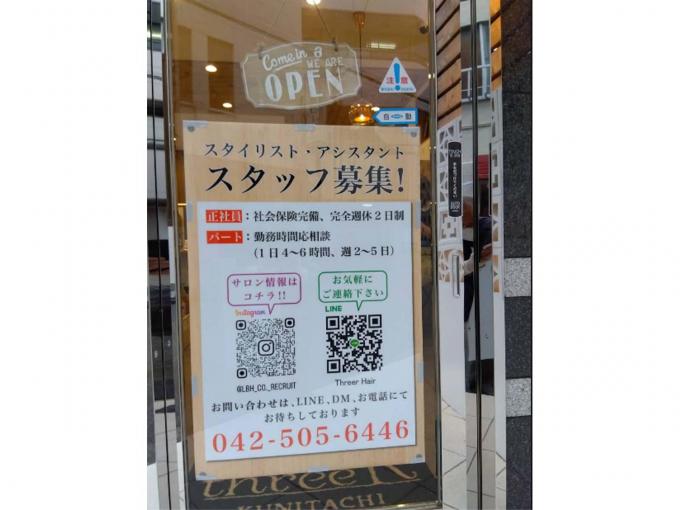 Come in
WE ARE
OPEN
注意
自動
スタイリスト・アシスタント
スタッフ募集!
正社員：社会保険完備、完全週休2日制
パート：勤務時間応相談
（1日4〜6時間、週2〜5日）
サロン情報は
コチラ!!
お気軽に
ご連絡下さい
Instagram
LINE
@LBH_CO._RECRUIT
Threer Hair
お問い合わせは、LINE、DM、お電話にて
お待ちしております
042-505-6446
threeR
KUNITACHI